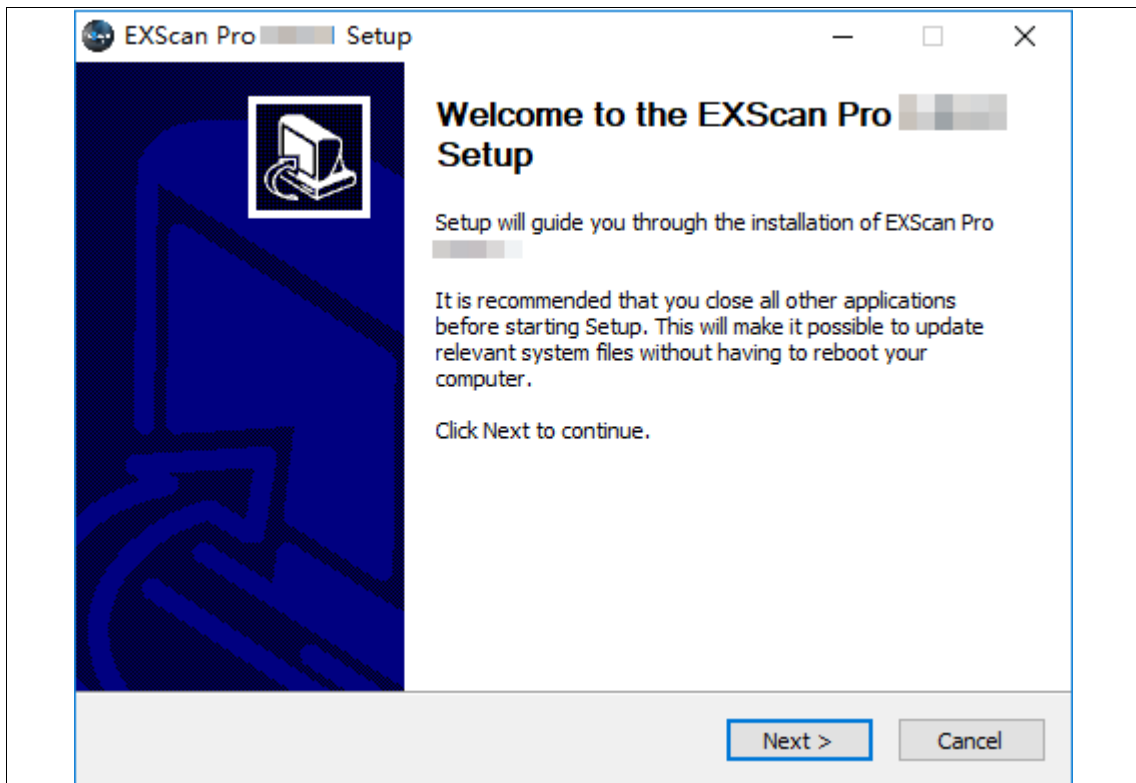 EXScan Pro Setup
Welcome to the EXScan Pro
Setup
Setup will guide you through the installation of EXScan Pro
It is recommended that you close all other applications
before starting Setup. This will make it possible to update
relevant system files without having to reboot your
computer.
Click Next to continue.
Next >
Cancel